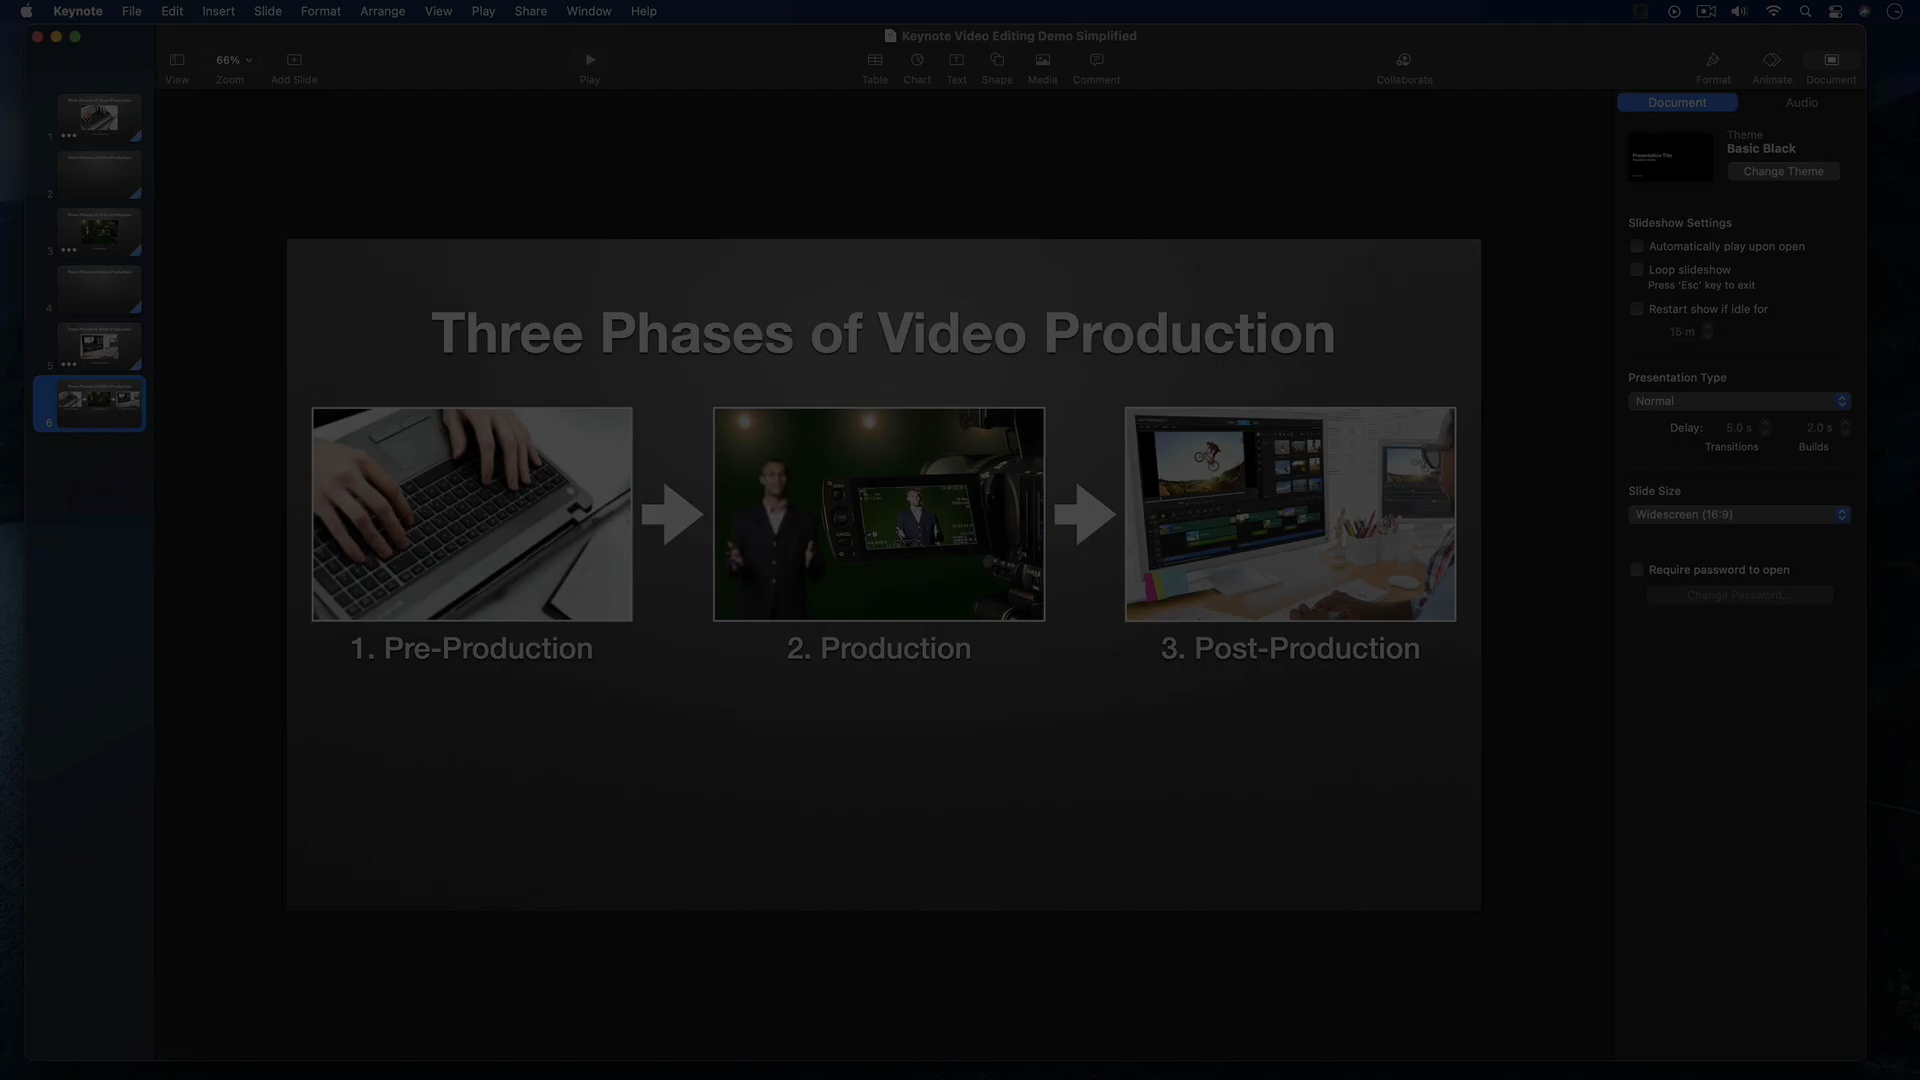 Keynote File Edit Insert Slide Format Arrange View Play Share Window Help
Keynote Video Editing Demo Simplified
66%
View Zoom Add Slide Play Table Chart Text Shape Media Comment Collaborate Format Animate Document
Document Audio
1
2
3
4
5
6
Three Phases of Video Production
1. Pre-Production
2. Production
3. Post-Production
Presentation Title
Theme
Basic Black
Change Theme
Slideshow Settings
Automatically play upon open
Loop slideshow
Press ‘Esc’ key to exit
Restart show if idle for
15 m
Presentation Type
Normal
Delay: 5.0 s 2.0 s
Transitions Builds
Slide Size
Widescreen (16:9)
Require password to open
Change Password...